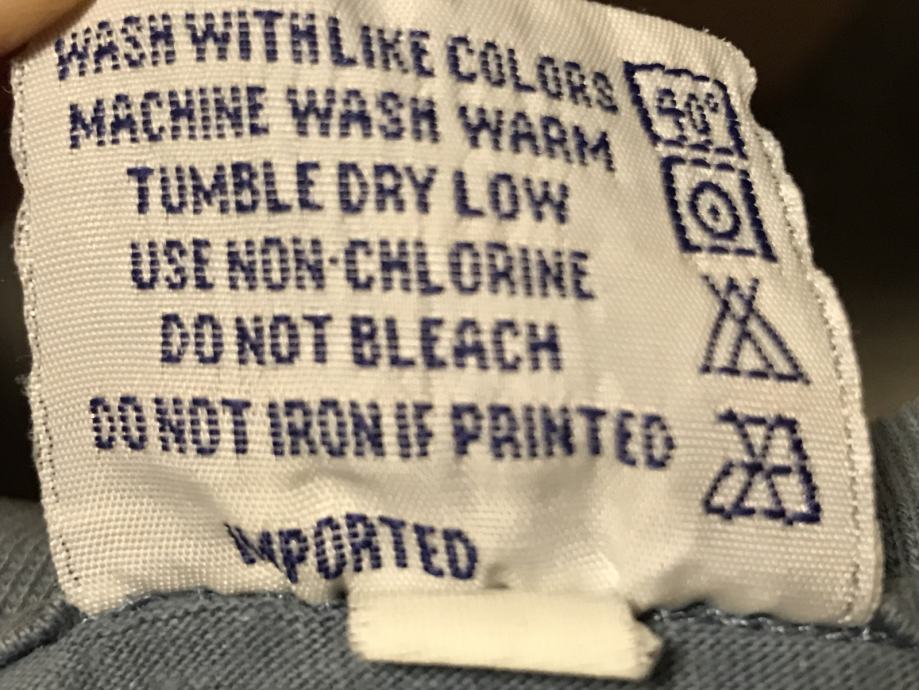 WASH WITH LIKE COLORS
MACHINE WASH WARM
40°
TUMBLE DRY LOW
USE NON-CHLORINE
DO NOT BLEACH
DO NOT IRON IF PRINTED
IMPORTED